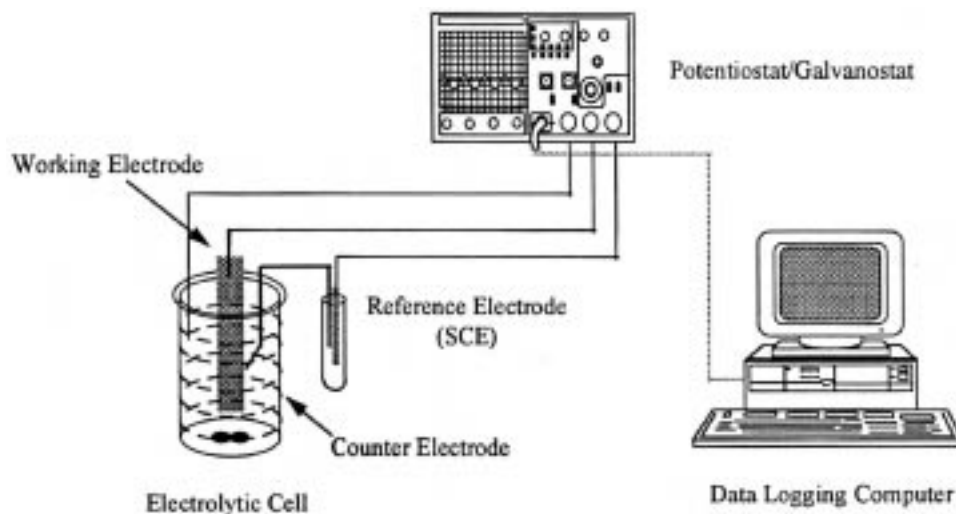 Potentiostat/Galvanostat
Working Electrode
Reference Electrode
(SCE)
Counter Electrode
Electrolytic Cell
Data Logging Computer